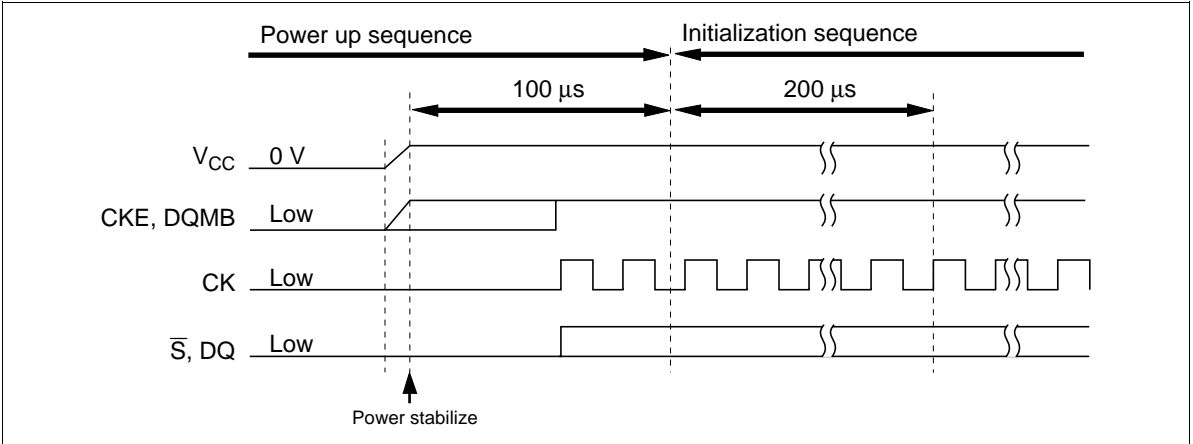 Power up sequence
Initialization sequence
100 μs
200 μs
VCC
0 V
CKE, DQMB
Low
CK
Low
S̅, DQ
Low
Power stabilize